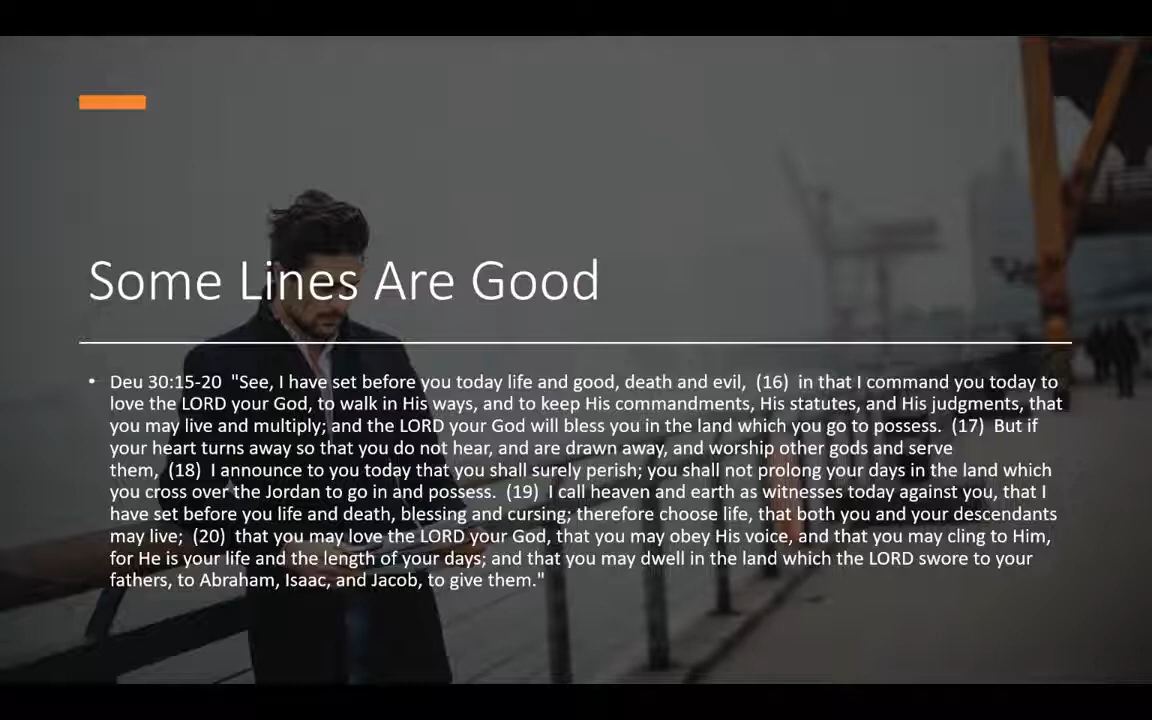 Some Lines Are Good
• Deu 30:15-20  "See, I have set before you today life and good, death and evil,  (16)  in that I command you today to
love the LORD your God, to walk in His ways, and to keep His commandments, His statutes, and His judgments, that
you may live and multiply; and the LORD your God will bless you in the land which you go to possess.  (17)  But if
your heart turns away so that you do not hear, and are drawn away, and worship other gods and serve
them,  (18)  I announce to you today that you shall surely perish; you shall not prolong your days in the land which
you cross over the Jordan to go in and possess.  (19)  I call heaven and earth as witnesses today against you, that I
have set before you life and death, blessing and cursing; therefore choose life, that both you and your descendants
may live;  (20)  that you may love the LORD your God, that you may obey His voice, and that you may cling to Him,
for He is your life and the length of your days; and that you may dwell in the land which the LORD swore to your
fathers, to Abraham, Isaac, and Jacob, to give them."